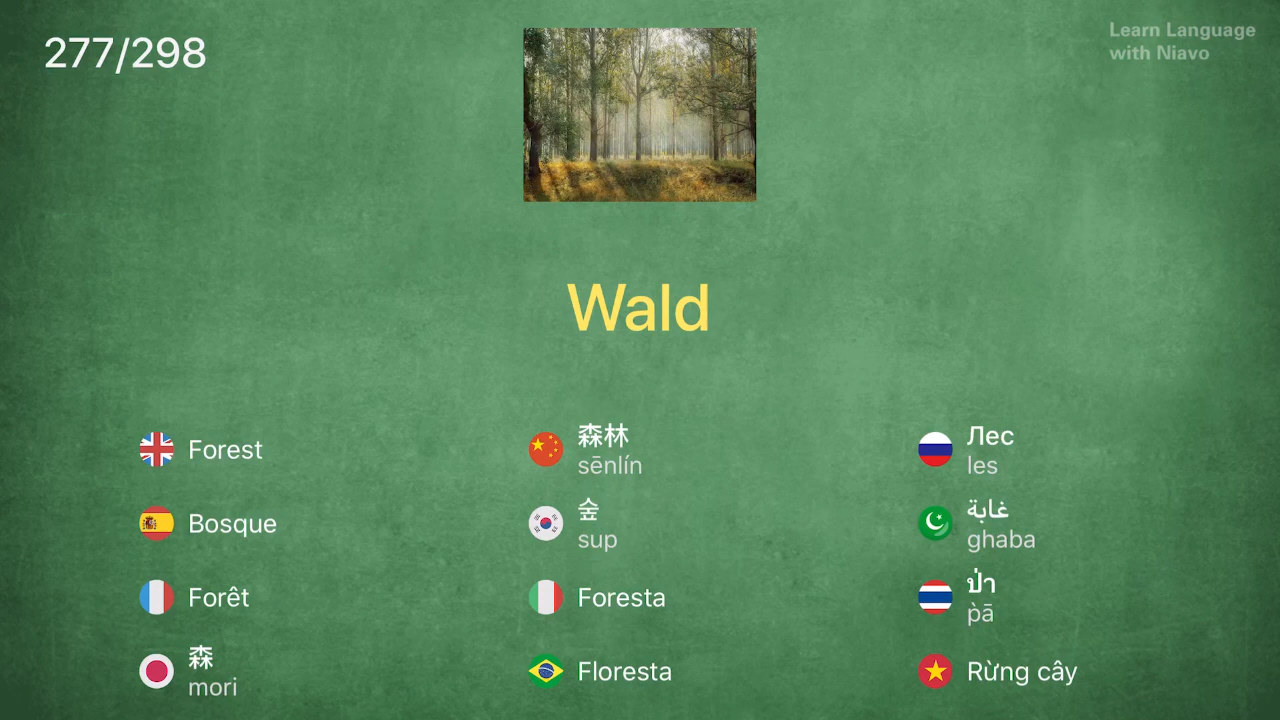 277/298
Learn Language
with Niavo
Wald
Forest
Bosque
Forêt
森
mori
森林
sēnlín
숲
sup
Foresta
Floresta
Лес
les
غابة
ghaba
ป่า
p̀ā
Rừng cây